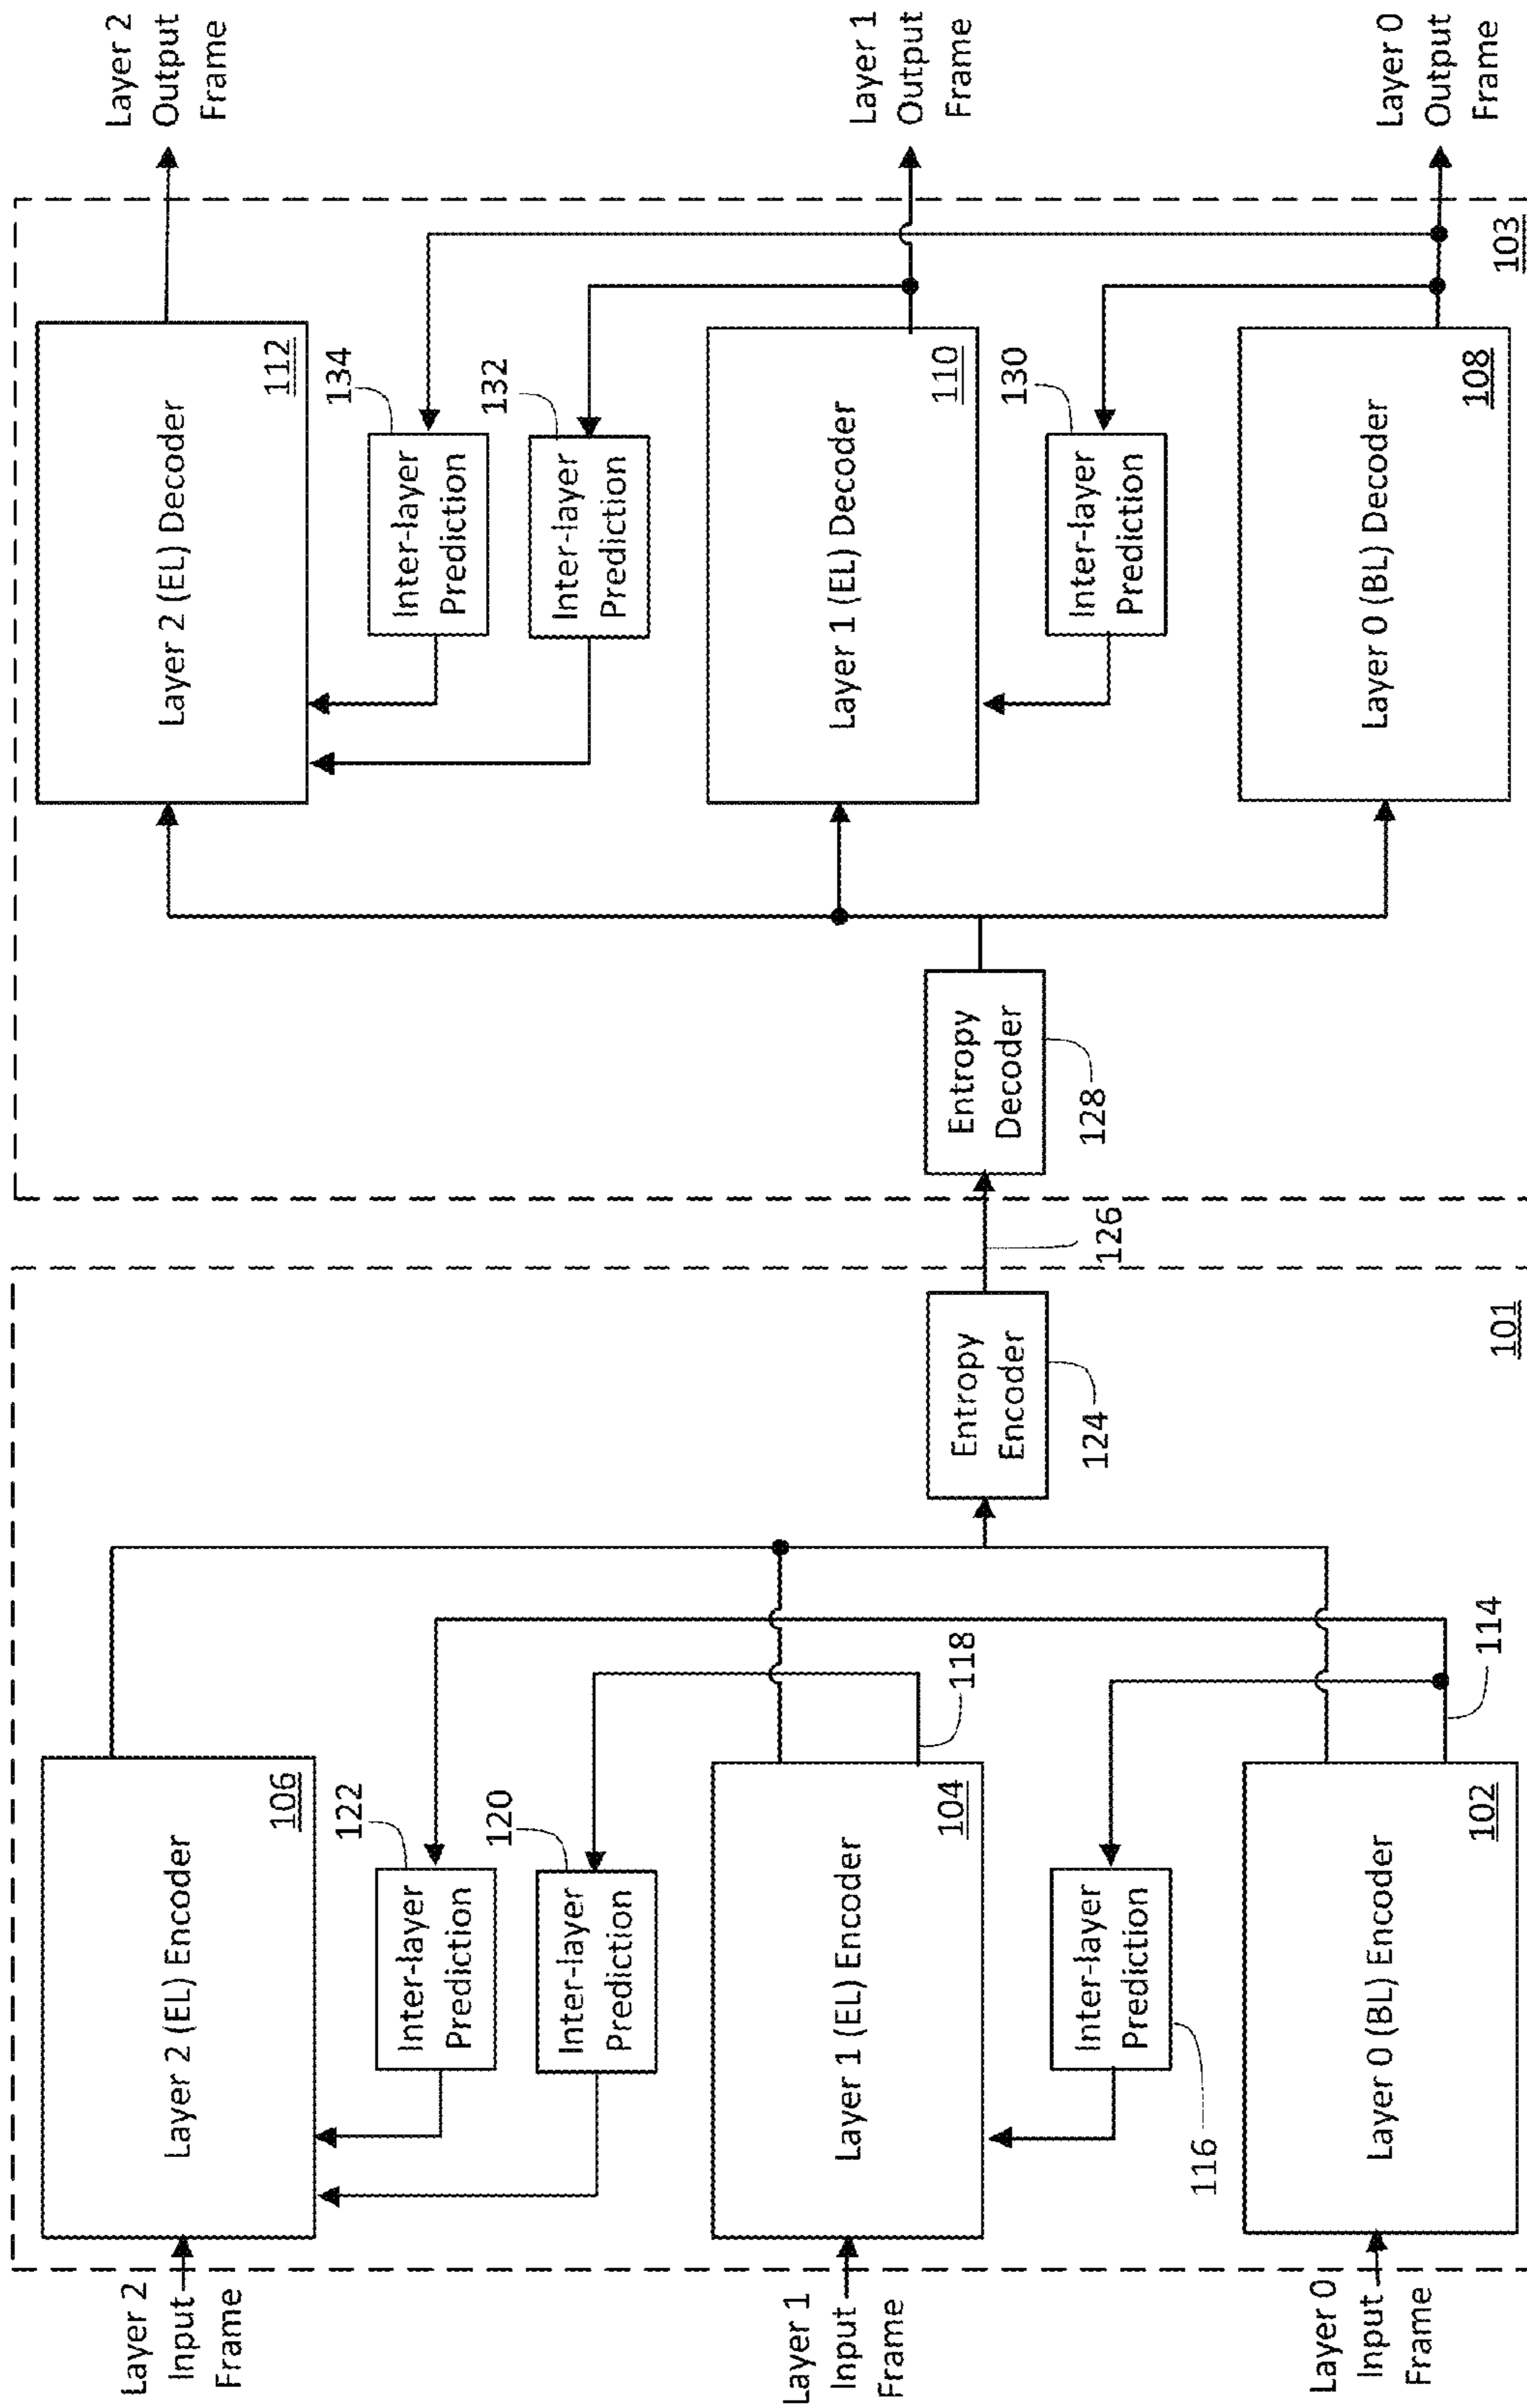 Layer 2
Input
Frame
Layer 2 (EL) Encoder
106
Inter-layer
Prediction
122
Inter-layer
Prediction
120
Layer 1
Input
Frame
Layer 1 (EL) Encoder
104
118
Inter-layer
Prediction
116
Layer 0
Input
Frame
Layer 0 (BL) Encoder
102
114
Entropy
Encoder
124
101
126
Entropy
Decoder
128
Layer 2 (EL) Decoder
112
Inter-layer
Prediction
134
Inter-layer
Prediction
132
Layer 1 (EL) Decoder
110
Inter-layer
Prediction
130
Layer 0 (BL) Decoder
108
103
Layer 2
Output
Frame
Layer 1
Output
Frame
Layer 0
Output
Frame